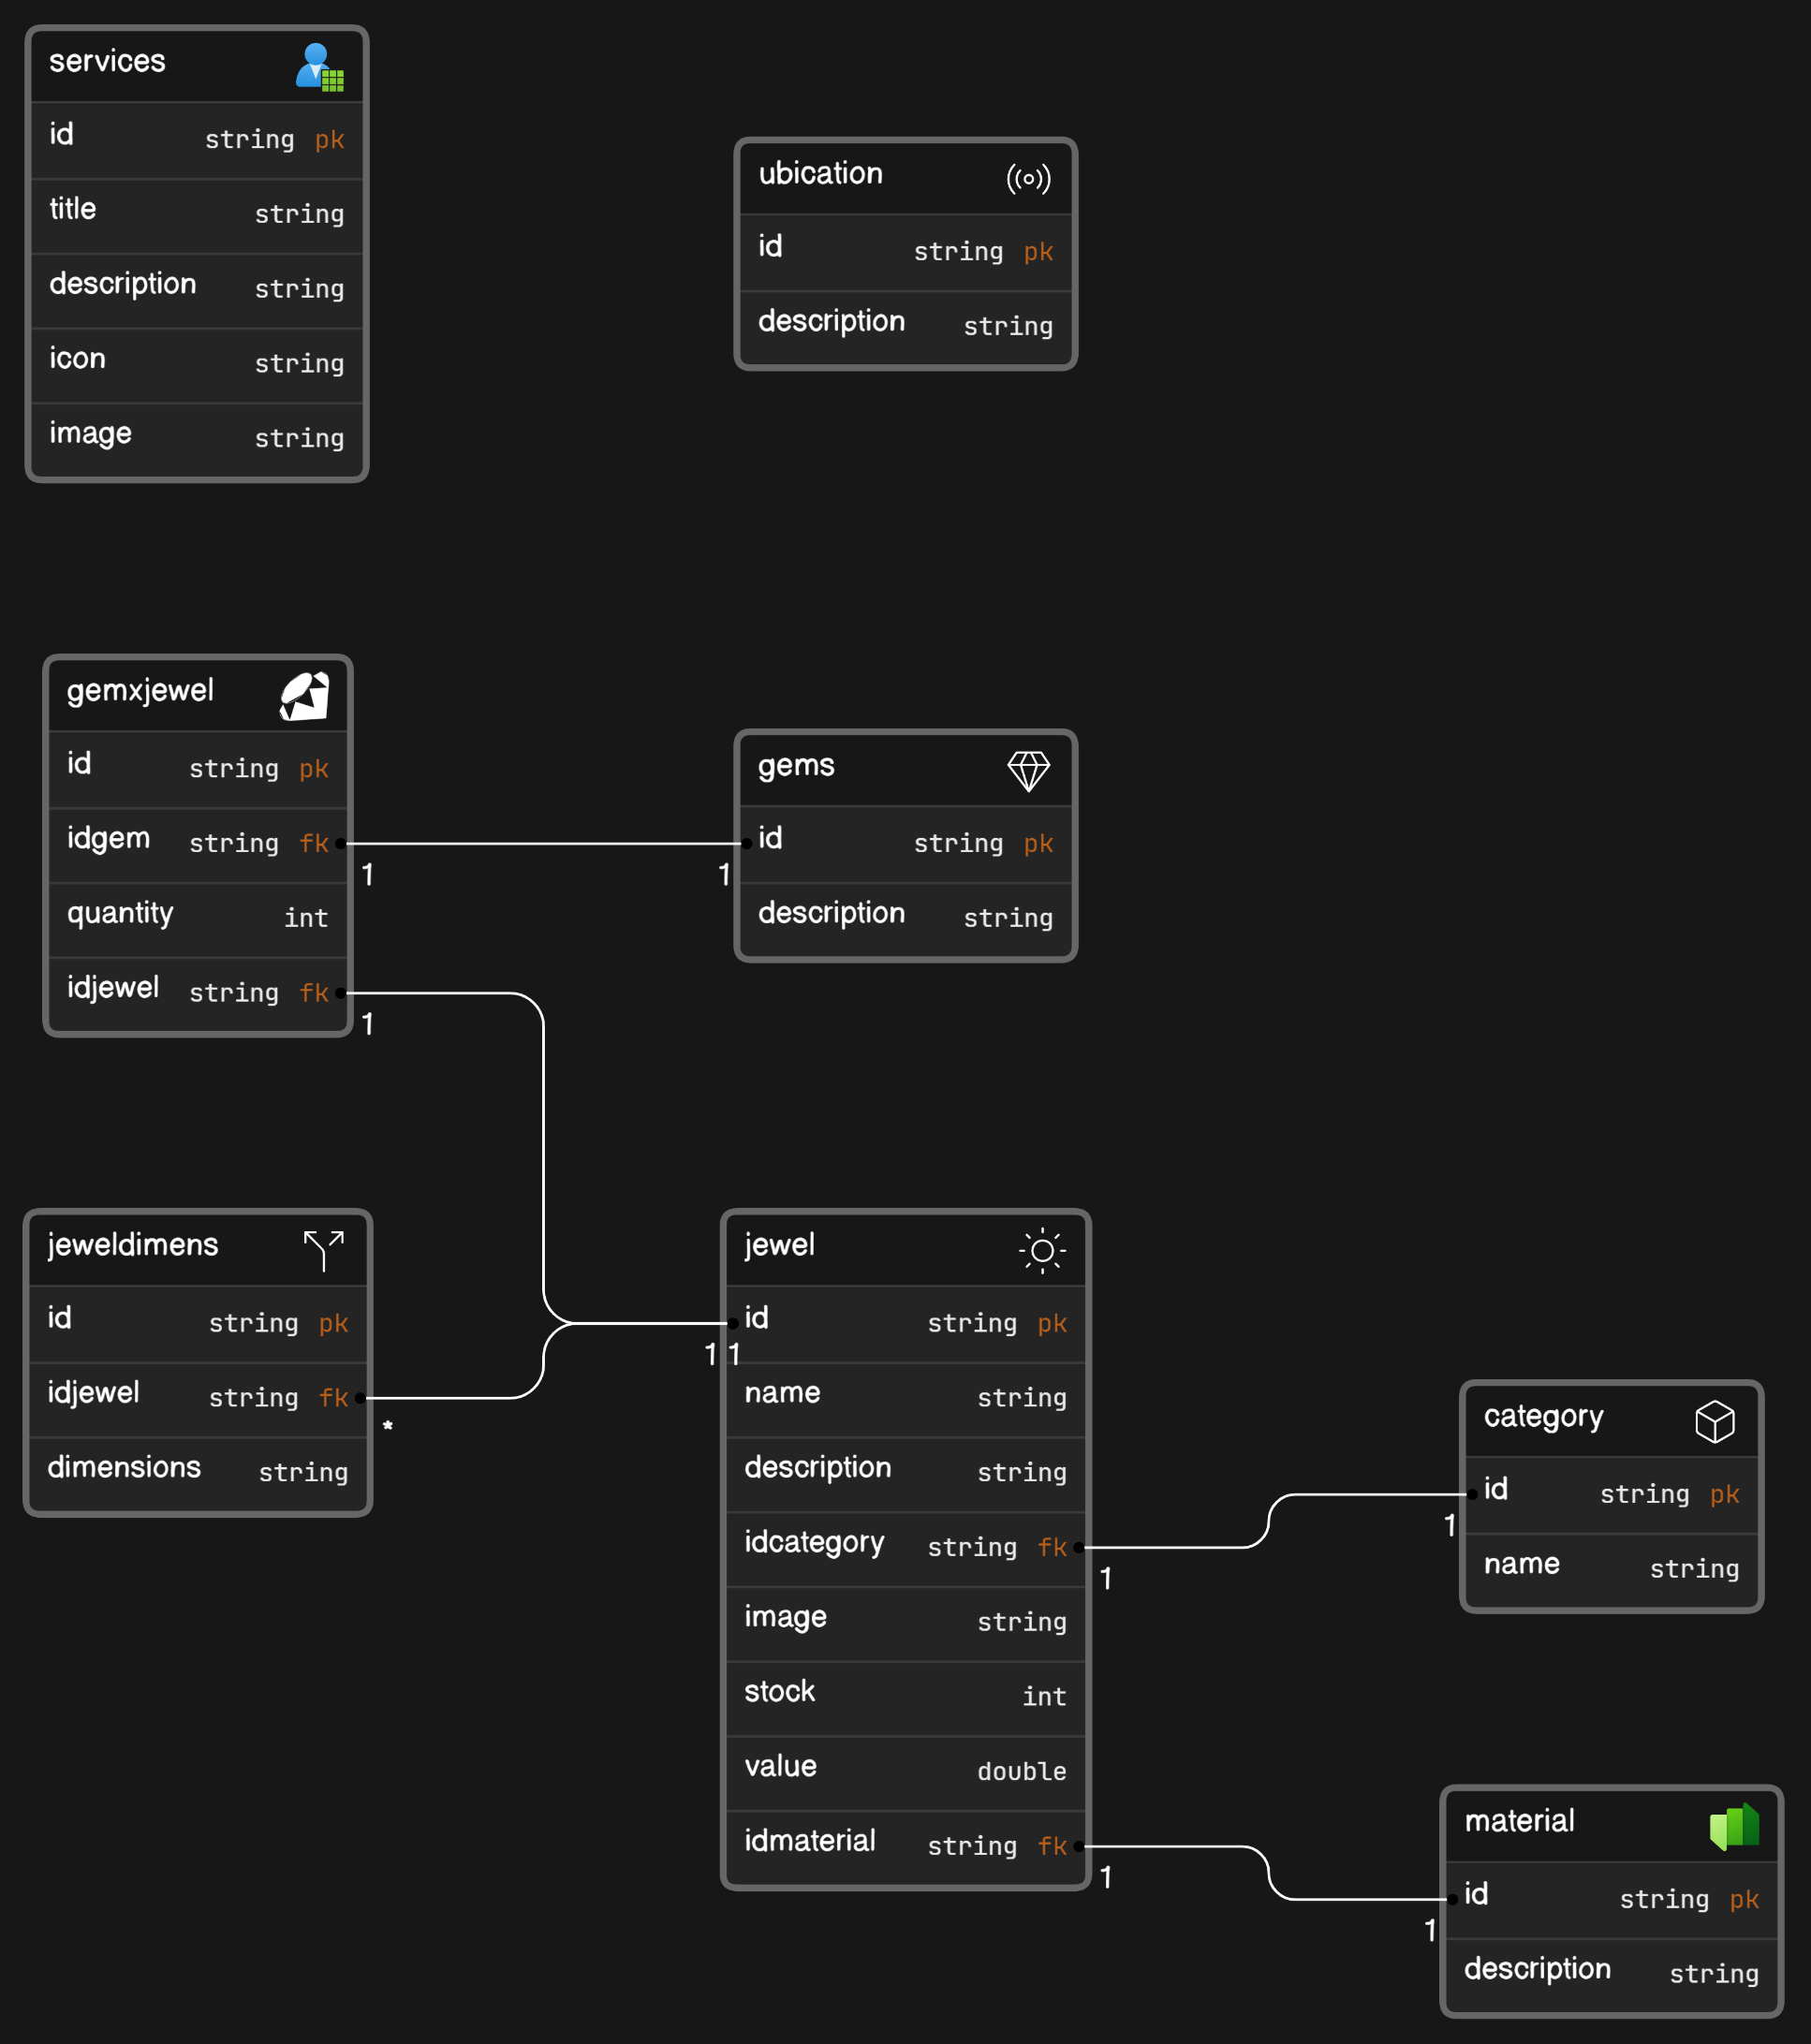 services
id string pk
title string
description string
icon string
image string
ubication
id string pk
description string
gemxjewel
id string pk
idgem string fk
quantity int
idjewel string fk
1
1
1
gems
id string pk
description string
jeweldimens
id string pk
idjewel string fk
dimensions string
*
1 1
jewel
id string pk
name string
description string
idcategory string fk
image string
stock int
value double
idmaterial string fk
1
1
category
id string pk
name string
1
material
id string pk
description string
1